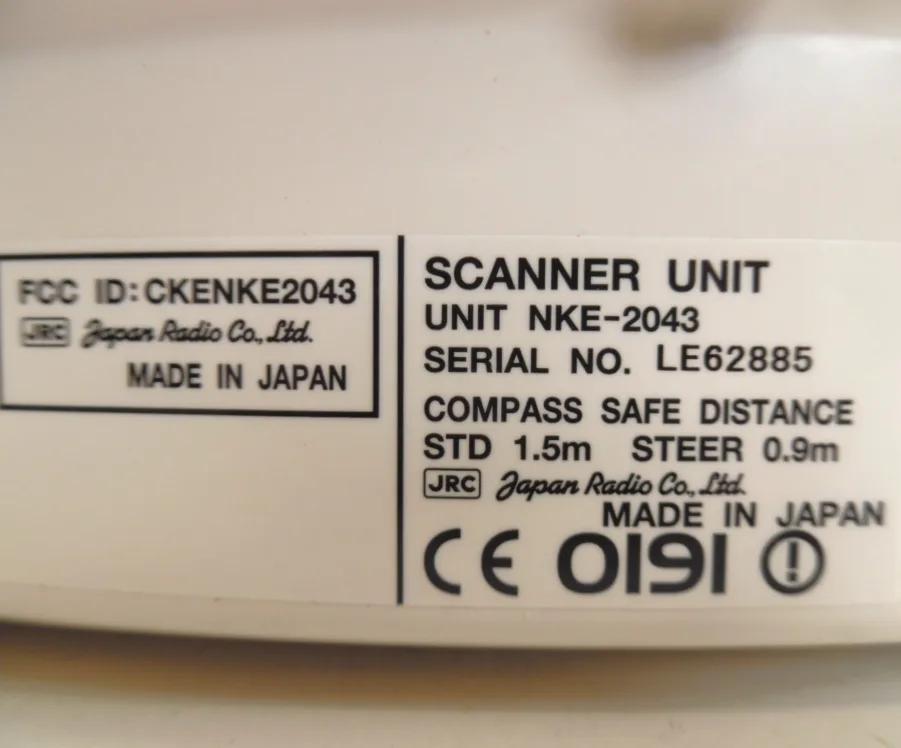 FCC ID: CKENKE2043
JRC Japan Radio Co., Ltd.
MADE IN JAPAN
SCANNER UNIT
UNIT NKE-2043
SERIAL NO. LE62885
COMPASS SAFE DISTANCE
STD 1.5m STEER 0.9m
JRC Japan Radio Co., Ltd.
MADE IN JAPAN
CE 0191 !